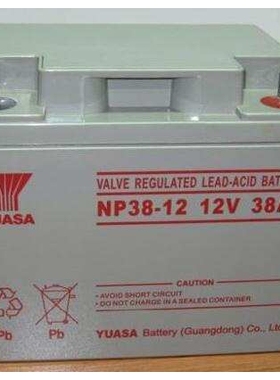 YUASA
VALVE REGULATED LEAD-ACID BAT
NP38-12 12V 38A
CAUTION:
• AVOID SHORT CIRCUIT
• DO NOT CHARGE IN A SEALED CONTAINER.
Pb Pb
YUASA Battery (Guangdong) Co., Lt